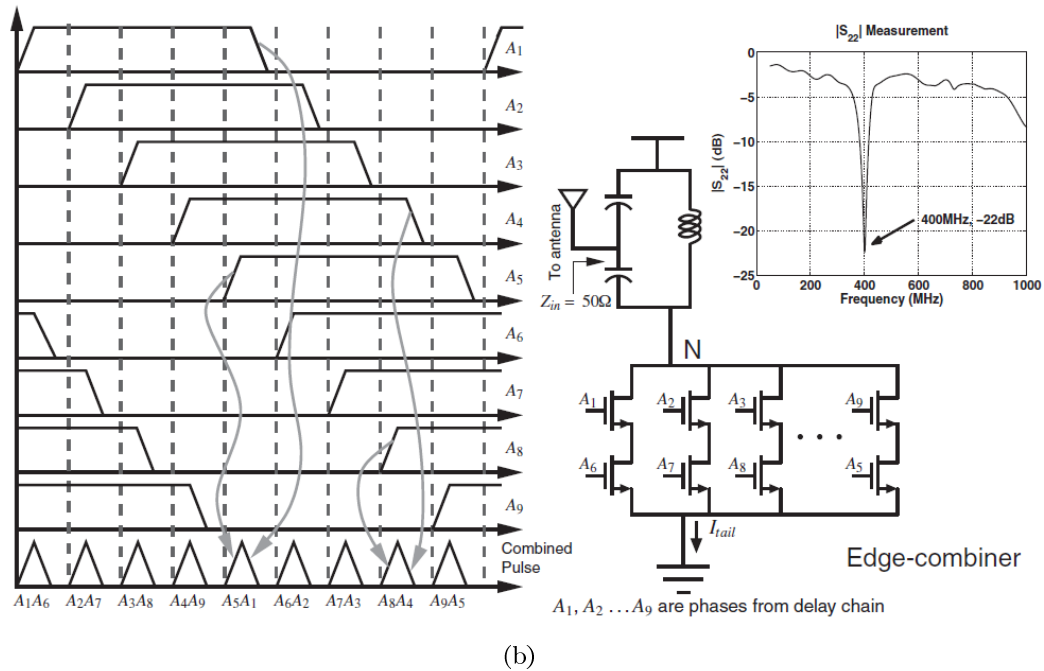 A1
A2
A3
A4
A5
A6
A7
A8
A9
Combined
Pulse
A1A6 A2A7 A3A8 A4A9 A5A1 A6A2 A7A3 A8A4 A9A5
|S22| Measurement
0
−5
−10
−15
−20
−25
|S22| (dB)
400MHz, −22dB
0 200 400 600 800 1000
Frequency (MHz)
To antenna
Zin = 50Ω
N
A1 A2 A3 A9
• • •
A6 A7 A8 A5
Itail
Edge-combiner
A1, A2 …A9 are phases from delay chain
(b)